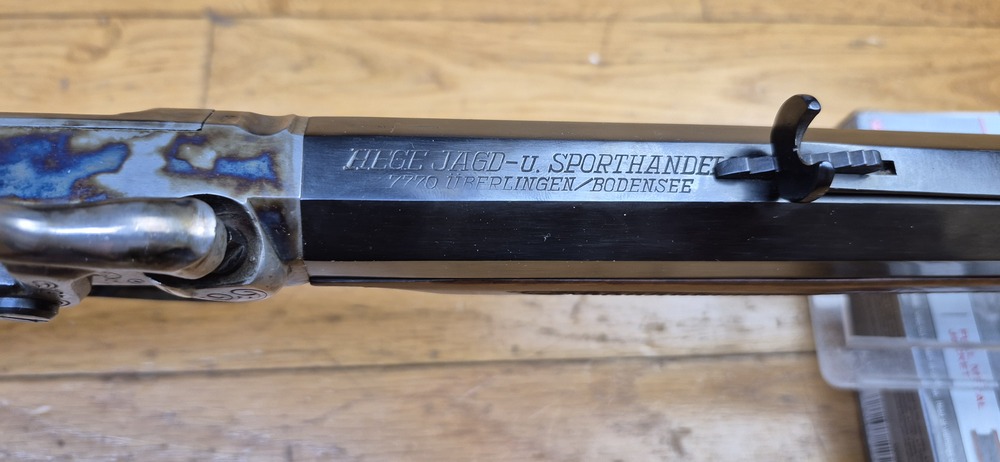 HEGE JAGD-u. SPORTHANDEL
7770 ÜBERLINGEN/BODENSEE